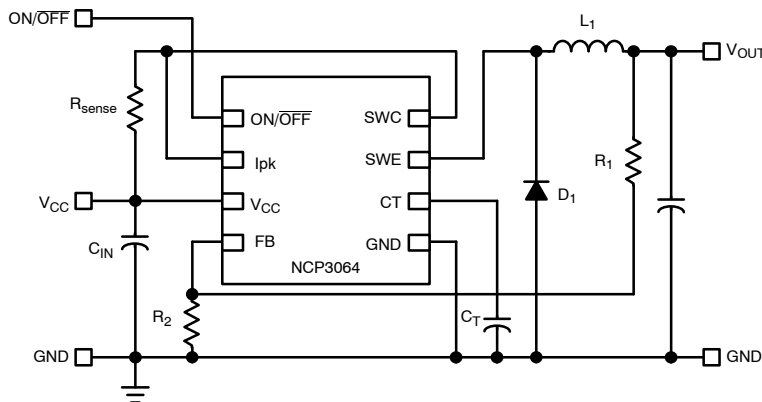 ON/OFF
L1
VOUT
Rsense
ON/OFF
SWC
Ipk
SWE
R1
VCC
VCC
CT
D1
CIN
FB
GND
NCP3064
R2
CT
GND
GND